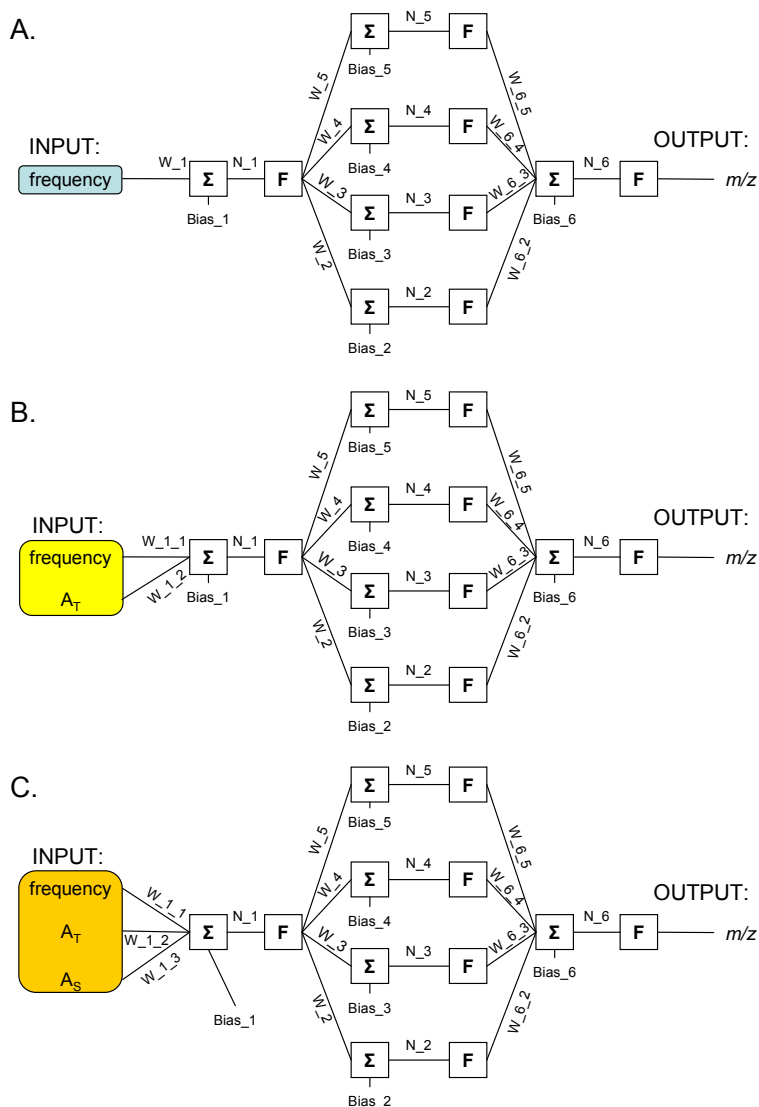 A.
N_5
Σ F
Bias_5
W_5 W_6_5
N_4
Σ F
Bias_4
W_4 W_6_4
INPUT: OUTPUT:
frequency W_1 Σ N_1 F Σ N_6 F m/z
Bias_1 Bias_6
W_3 W_6_3
N_3
Σ F
Bias_3
W_2 W_6_2
N_2
Σ F
Bias_2
B.
N_5
Σ F
Bias_5
W_5 W_6_5
N_4
Σ F
Bias_4
W_4 W_6_4
INPUT: OUTPUT:
frequency W_1_1 Σ N_1 F Σ N_6 F m/z
A_T W_1_2 Bias_1 Bias_6
W_3 W_6_3
N_3
Σ F
Bias_3
W_2 W_6_2
N_2
Σ F
Bias_2
C.
N_5
Σ F
Bias_5
W_5 W_6_5
N_4
Σ F
Bias_4
W_4 W_6_4
INPUT: OUTPUT:
frequency W_1_1
A_T W_1_2 Σ N_1 F Σ N_6 F m/z
A_S W_1_3
Bias_1 Bias_6
W_3 W_6_3
N_3
Σ F
Bias_3
W_2 W_6_2
N_2
Σ F
Bias_2